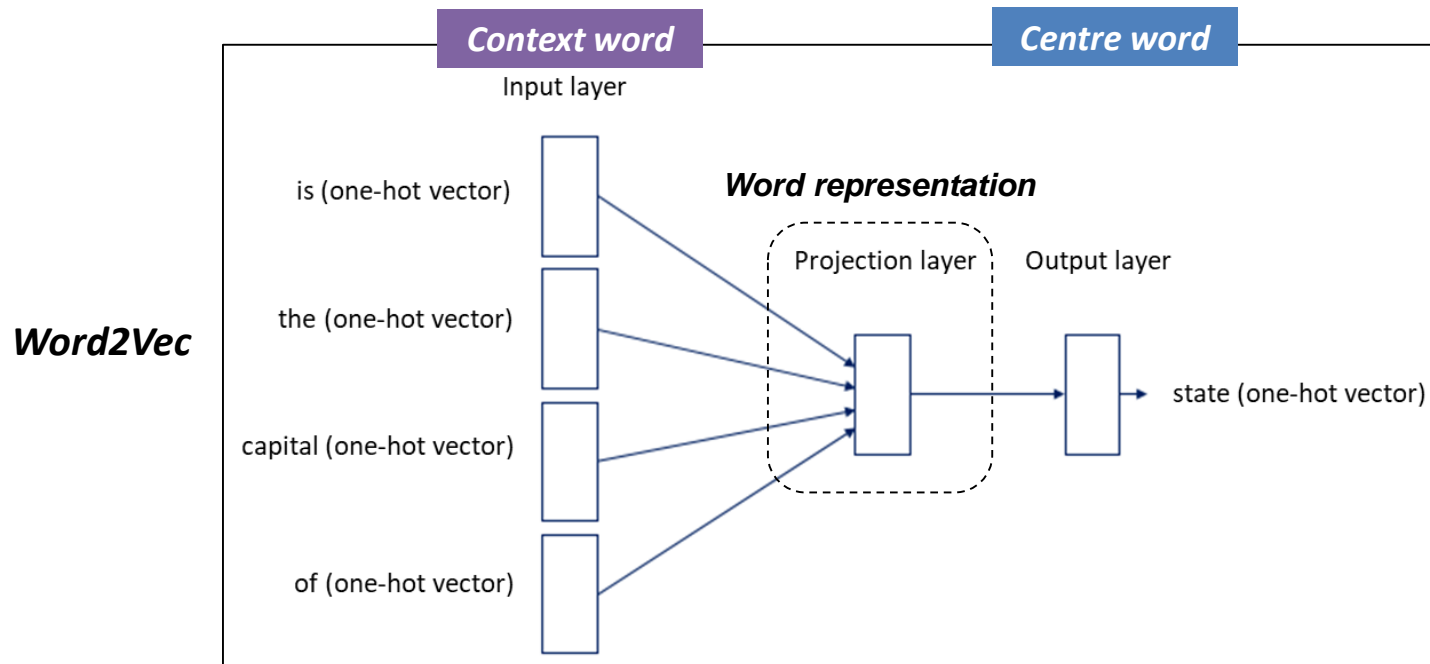 Context word
Centre word
Input layer
is (one-hot vector)
Word representation
Projection layer
Output layer
the (one-hot vector)
Word2Vec
state (one-hot vector)
capital (one-hot vector)
of (one-hot vector)